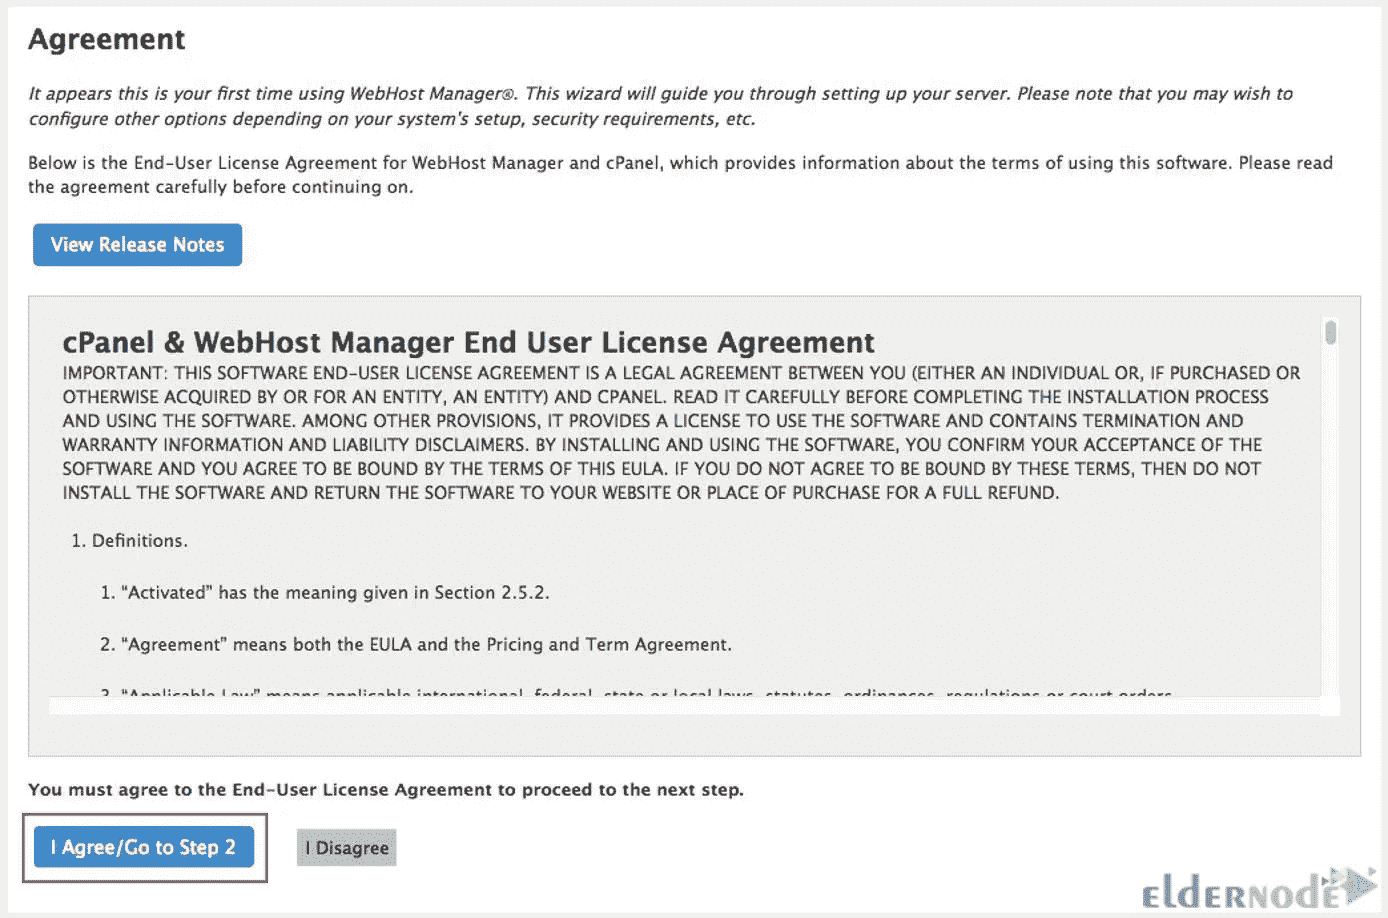 Agreement
It appears this is your first time using WebHost Manager®. This wizard will guide you through setting up your server. Please note that you may wish to
configure other options depending on your system's setup, security requirements, etc.
Below is the End-User License Agreement for WebHost Manager and cPanel, which provides information about the terms of using this software. Please read
the agreement carefully before continuing on.
View Release Notes
cPanel & WebHost Manager End User License Agreement
IMPORTANT: THIS SOFTWARE END-USER LICENSE AGREEMENT IS A LEGAL AGREEMENT BETWEEN YOU (EITHER AN INDIVIDUAL OR, IF PURCHASED OR
OTHERWISE ACQUIRED BY OR FOR AN ENTITY, AN ENTITY) AND CPANEL. READ IT CAREFULLY BEFORE COMPLETING THE INSTALLATION PROCESS
AND USING THE SOFTWARE. AMONG OTHER PROVISIONS, IT PROVIDES A LICENSE TO USE THE SOFTWARE AND CONTAINS TERMINATION AND
WARRANTY INFORMATION AND LIABILITY DISCLAIMERS. BY INSTALLING AND USING THE SOFTWARE, YOU CONFIRM YOUR ACCEPTANCE OF THE
SOFTWARE AND YOU AGREE TO BE BOUND BY THE TERMS OF THIS EULA. IF YOU DO NOT AGREE TO BE BOUND BY THESE TERMS, THEN DO NOT
INSTALL THE SOFTWARE AND RETURN THE SOFTWARE TO YOUR WEBSITE OR PLACE OF PURCHASE FOR A FULL REFUND.
1. Definitions.
1. “Activated” has the meaning given in Section 2.5.2.
2. “Agreement” means both the EULA and the Pricing and Term Agreement.
3. “Applicable Law” means applicable international, federal, state or local laws, statutes, ordinances, regulations or court orders
You must agree to the End-User License Agreement to proceed to the next step.
I Agree/Go to Step 2
I Disagree
ELDERNODE